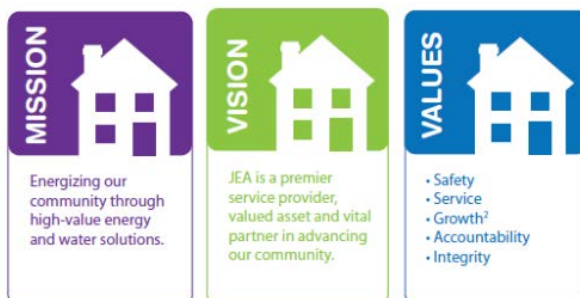 MISSION
Energizing our
community through
high-value energy
and water solutions.
VISION
JEA is a premier
service provider,
valued asset and vital
partner in advancing
our community.
VALUES
• Safety
• Service
• Growth²
• Accountability
• Integrity